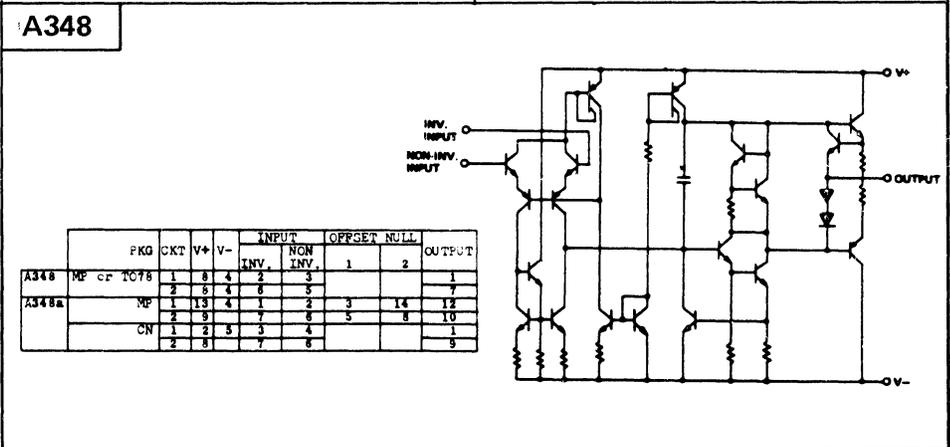 A348
V+
INV. INPUT
NON-INV. INPUT
OUTPUT
V-
PKG CKT V+ V- INPUT OFFSET NULL OUTPUT
INV. NON INV. 1 2
A348 MP or TO78 1 8 4 2 3 1
2 8 4 6 5 7
A348a MP 1 13 4 1 2 3 14 12
2 9 7 6 5 8 10
CN 1 2 5 3 4 1
2 8 7 6 9